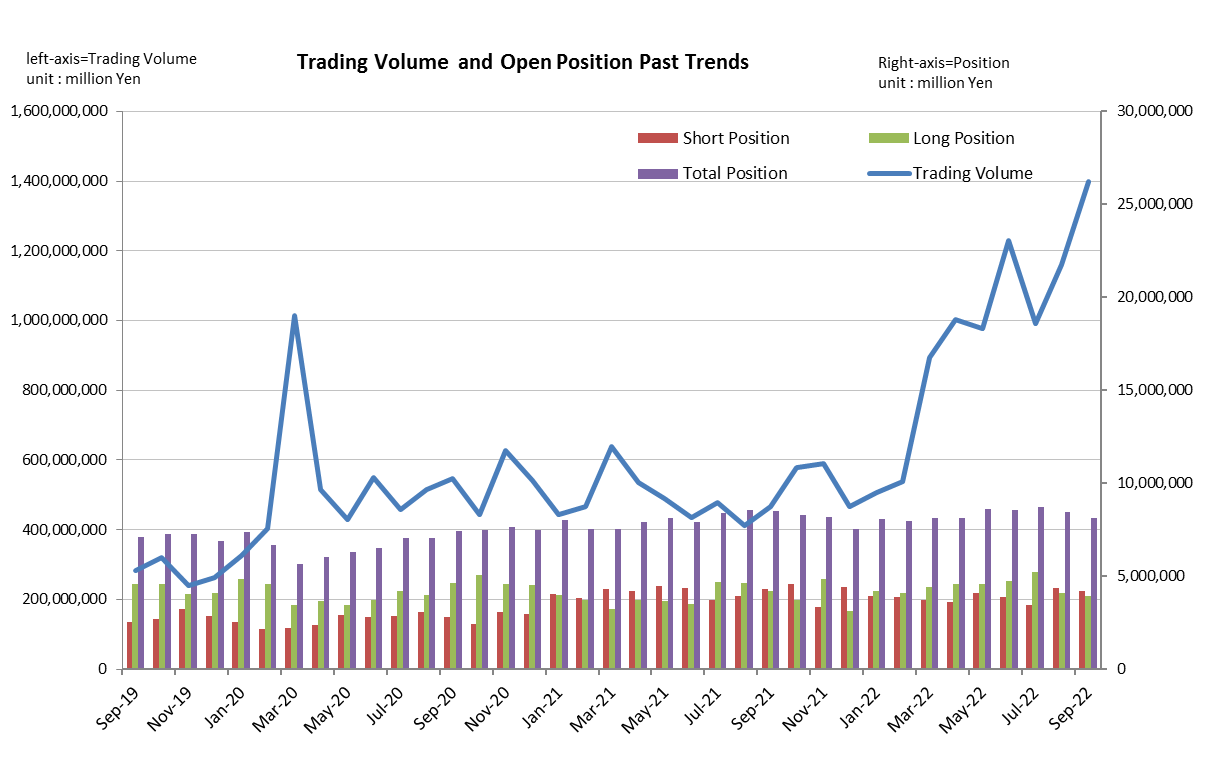 left-axis=Trading Volume
unit : million Yen
Trading Volume and Open Position Past Trends
Right-axis=Position
unit : million Yen
1,600,000,000
1,400,000,000
1,200,000,000
1,000,000,000
800,000,000
600,000,000
400,000,000
200,000,000
0
30,000,000
25,000,000
20,000,000
15,000,000
10,000,000
5,000,000
0
Short Position
Long Position
Total Position
Trading Volume
Sep-19
Nov-19
Jan-20
Mar-20
May-20
Jul-20
Sep-20
Nov-20
Jan-21
Mar-21
May-21
Jul-21
Sep-21
Nov-21
Jan-22
Mar-22
May-22
Jul-22
Sep-22